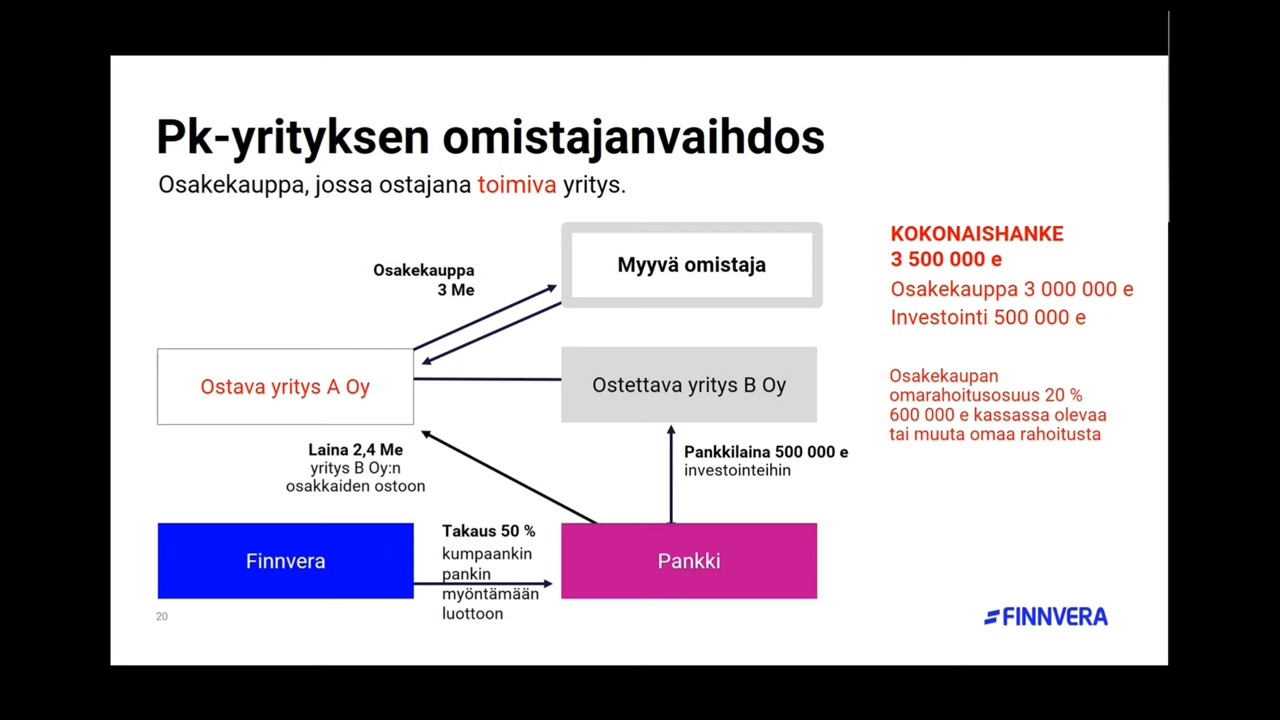 Pk-yrityksen omistajanvaihdos
Osakekauppa, jossa ostajana toimiva yritys.
Osakekauppa
3 Me
Myyvä omistaja
KOKONAISHANKE
3 500 000 e
Osakekauppa 3 000 000 e
Investointi 500 000 e
Ostava yritys A Oy
Ostettava yritys B Oy
Osakekaupan
omarahoitusosuus 20 %
600 000 e kassassa olevaa
tai muuta omaa rahoitusta
Laina 2,4 Me
yritys B Oy:n
osakkaiden ostoon
Pankkilaina 500 000 e
investointeihin
Finnvera
Takaus 50 %
kumpaankin
pankin
myöntämään
luottoon
Pankki
20
FINNVERA